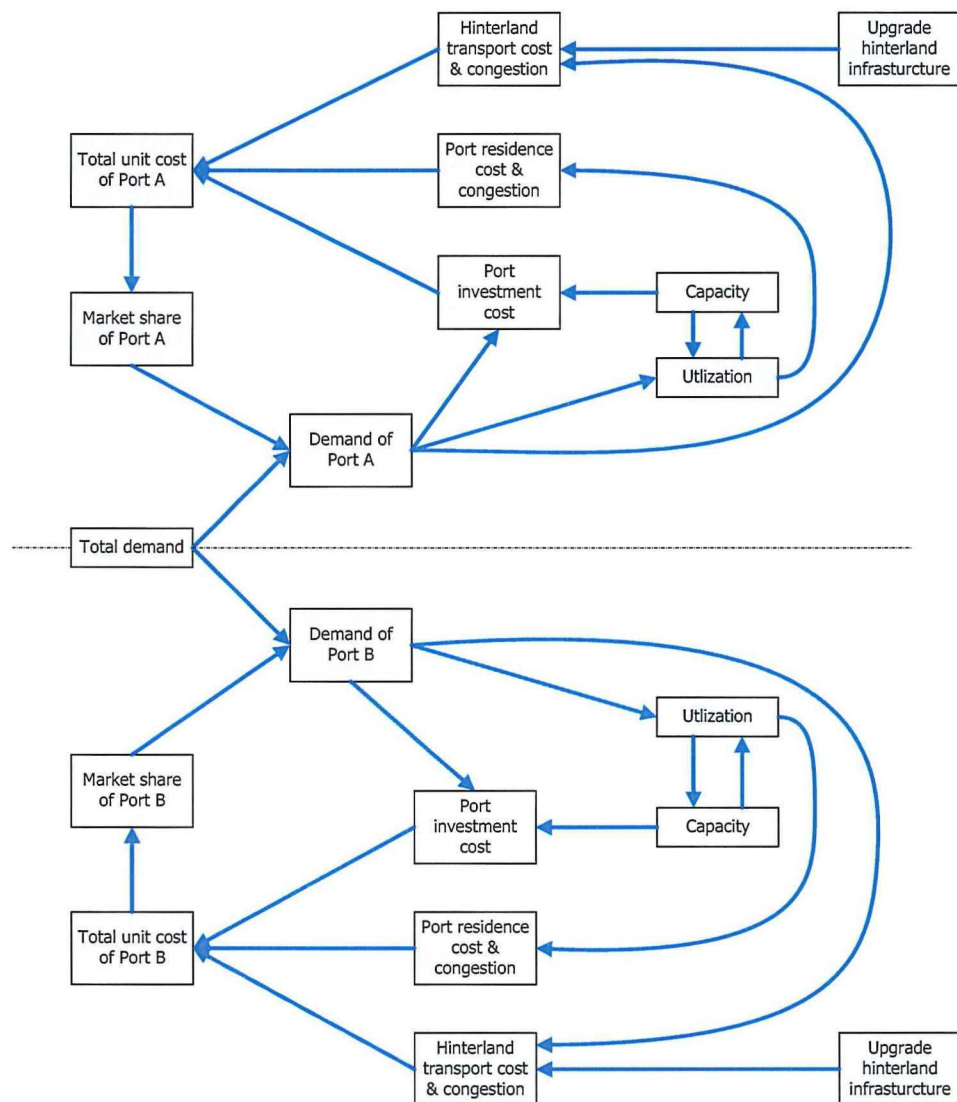 Hinterland
transport cost
& congestion
Upgrade
hinterland
infrasturcture
Total unit cost
of Port A
Port residence
cost &
congestion
Port
investment
cost
Capacity
Market share
of Port A
Utlization
Demand of
Port A
Total demand
Demand of
Port B
Utlization
Market share
of Port B
Port
investment
cost
Capacity
Total unit cost
of Port B
Port residence
cost &
congestion
Hinterland
transport cost
& congestion
Upgrade
hinterland
infrasturcture